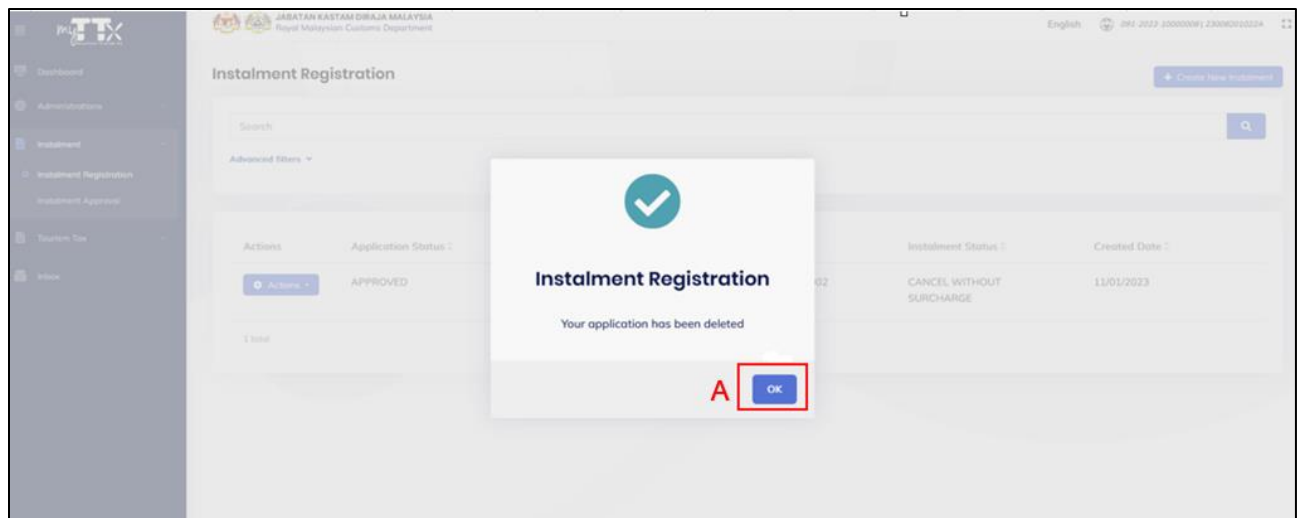 myTTX
JABATAN KASTAM DIRAJA MALAYSIA
Royal Malaysian Customs Department
English
Dashboard
Administrations
Instalment
Instalment Registration
Instalment Approval
Tourism Tax
Inbox
Instalment Registration
+ Create New Instalment
Search
Advanced filters
Actions Application Status Instalment Status Created Date
Actions APPROVED 02 CANCEL WITHOUT 11/01/2023
SURCHARGE
1 total
Instalment Registration
Your application has been deleted
A OK